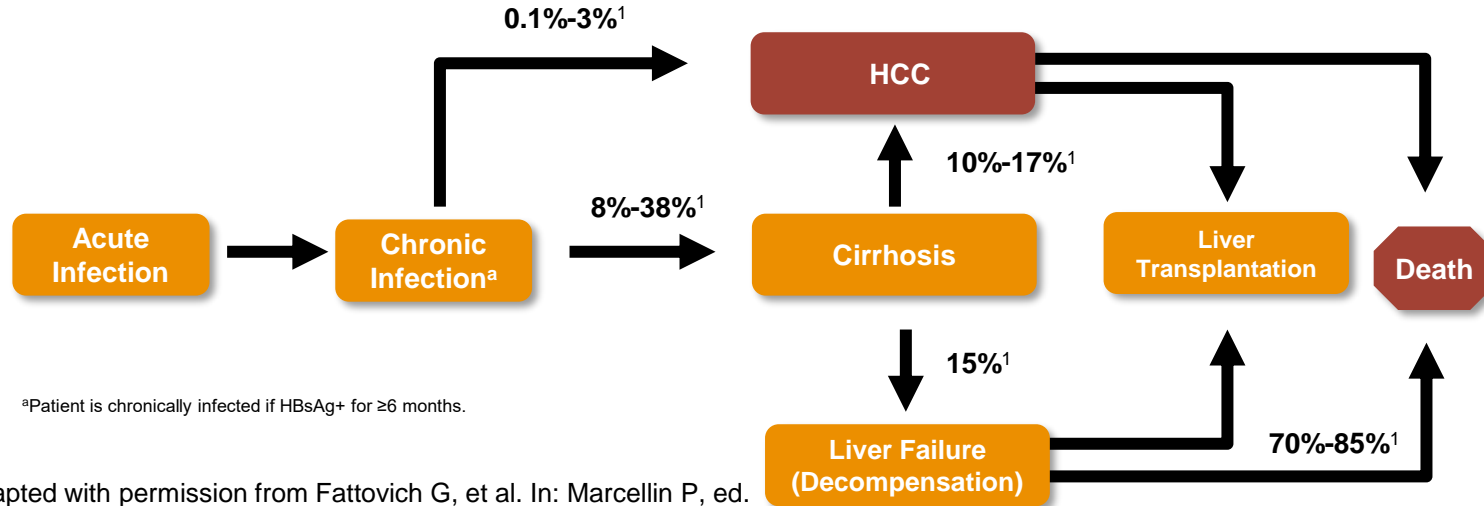 0.1%-3%¹
HCC
10%-17%¹
8%-38%¹
Acute
Infection
Chronic
Infectionᵃ
Cirrhosis
Liver
Transplantation
Death
15%¹
ᵃPatient is chronically infected if HBsAg+ for ≥6 months.
Liver Failure
(Decompensation)
70%-85%¹
apted with permission from Fattovich G, et al. In: Marcellin P, ed.